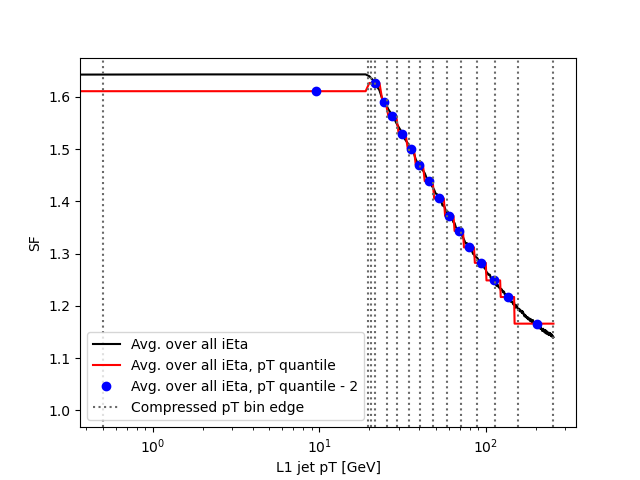 1.6
1.5
1.4
1.3
1.2
1.1
1.0
SF
Avg. over all iEta
Avg. over all iEta, pT quantile
Avg. over all iEta, pT quantile - 2
Compressed pT bin edge
10⁰
10¹
10²
L1 jet pT [GeV]